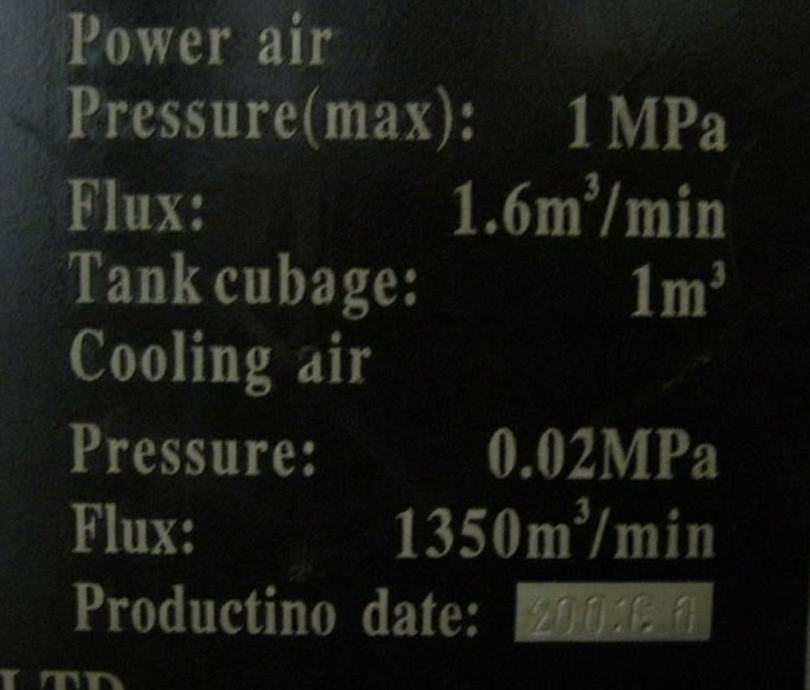 Power air
Pressure(max): 1 MPa
Flux: 1.6m³/min
Tank cubage: 1m³
Cooling air
Pressure: 0.02MPa
Flux: 1350m³/min
Productino date:
LTD